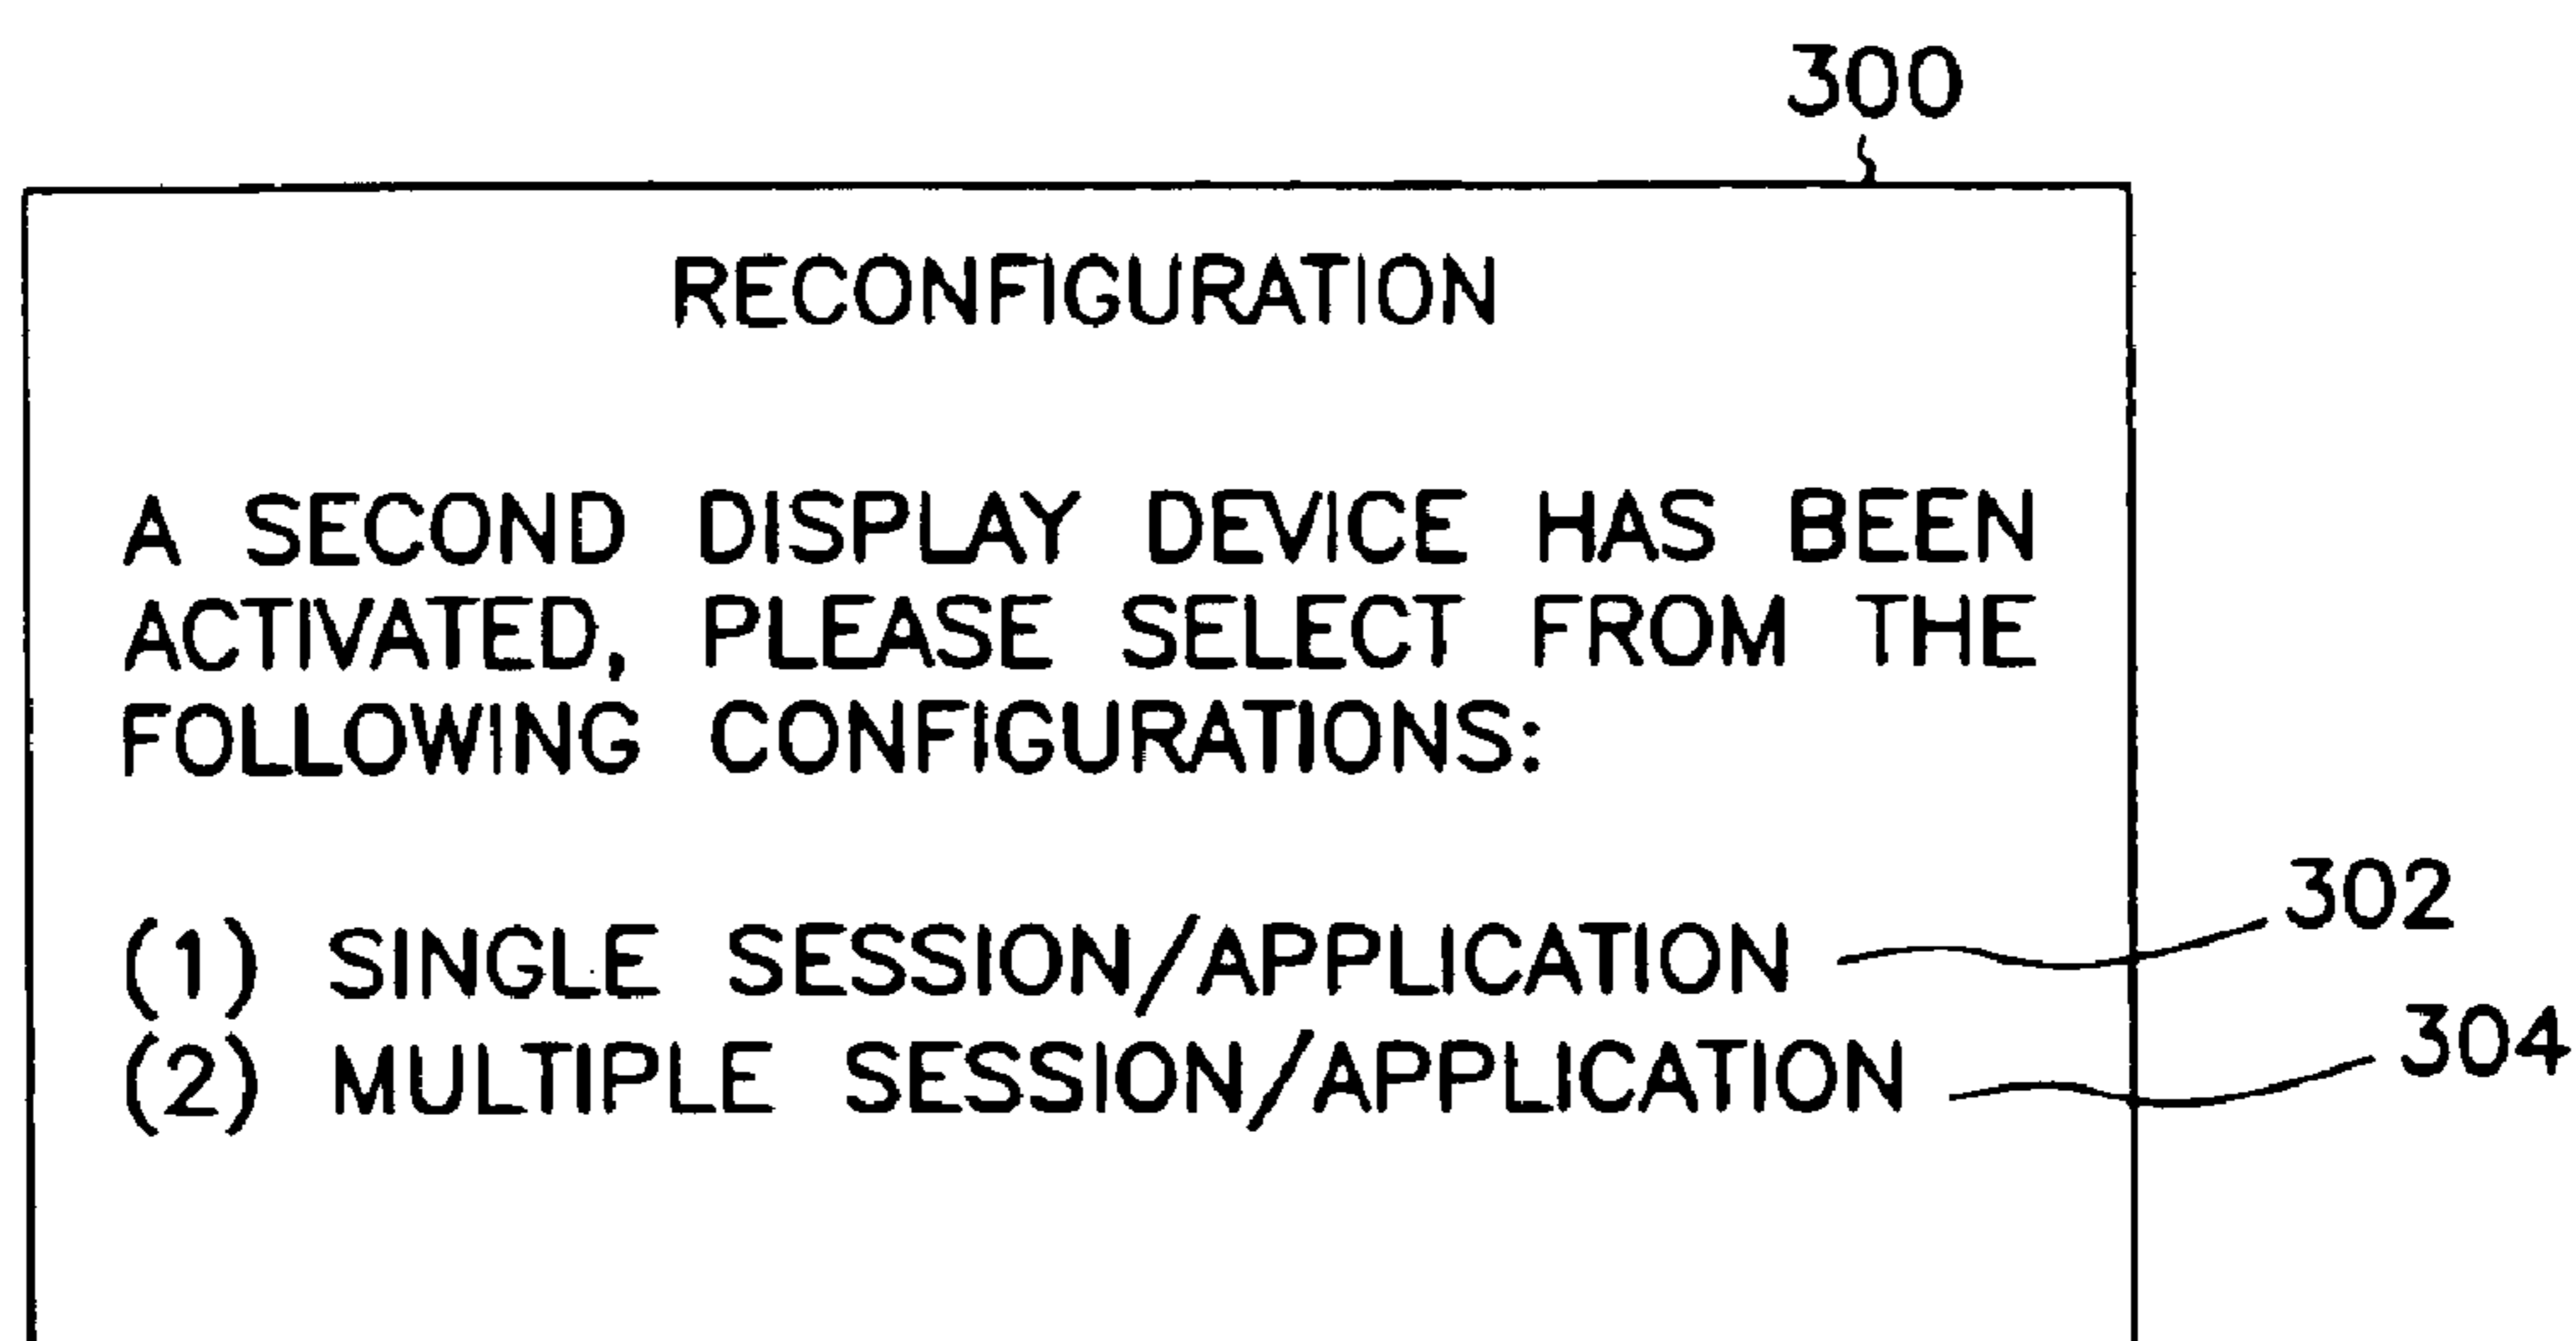 300
RECONFIGURATION
A SECOND DISPLAY DEVICE HAS BEEN
ACTIVATED, PLEASE SELECT FROM THE
FOLLOWING CONFIGURATIONS:
(1) SINGLE SESSION/APPLICATION
302
(2) MULTIPLE SESSION/APPLICATION
304